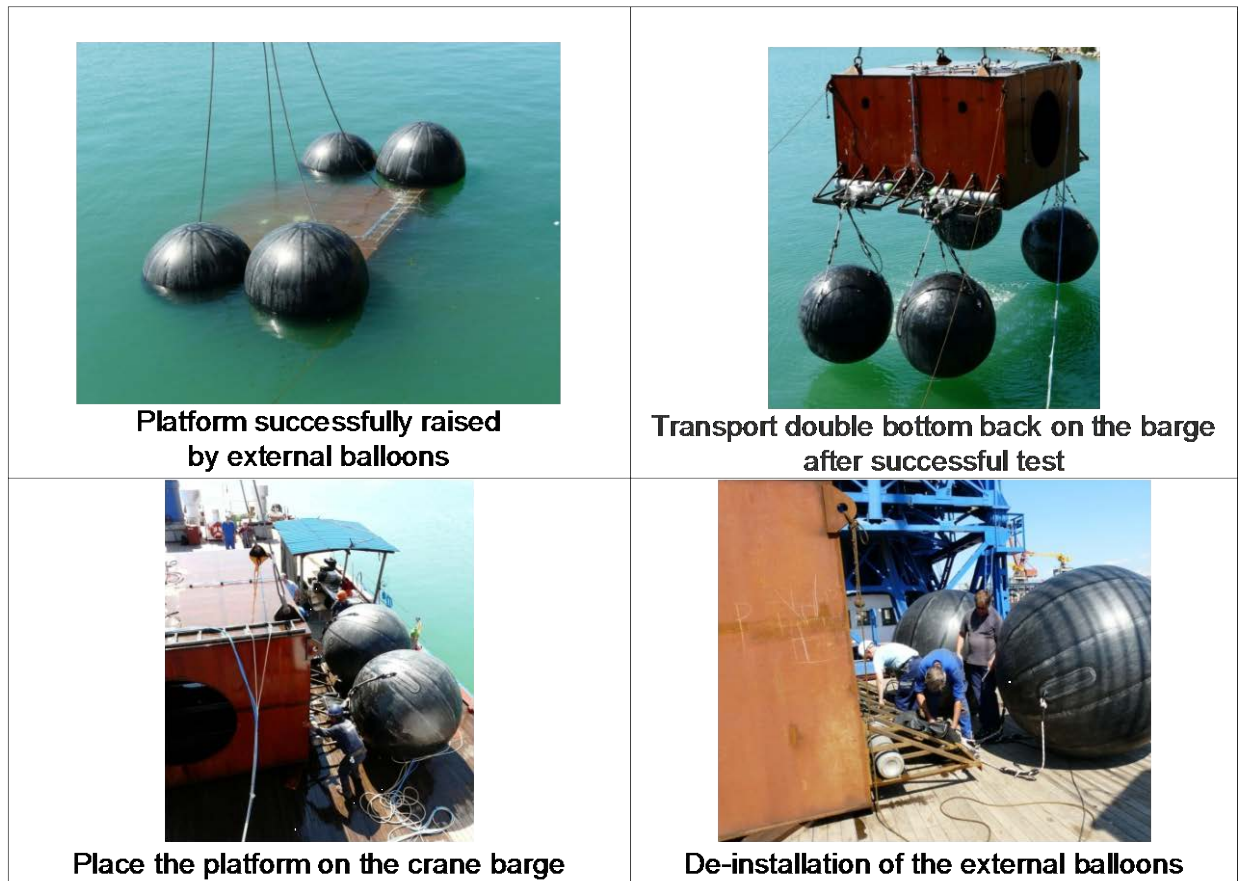 Platform successfully raised
by external balloons
Transport double bottom back on the barge
after successful test
Place the platform on the crane barge
De-installation of the external balloons